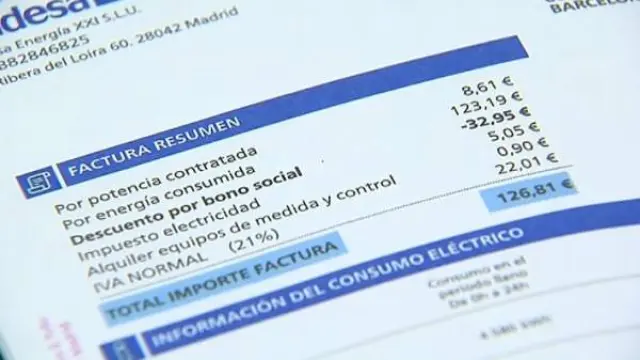 desa
sa Energía XXI S.L.U.
882846825
Ribera del Loira 60. 28042 Madrid
BARCELON
FACTURA RESUMEN
Por potencia contratada 8,61 €
Por energía consumida 123,19 €
Descuento por bono social -32,95 €
Impuesto electricidad 5,05 €
Alquiler equipos de medida y control 0,90 €
IVA NORMAL (21%) 22,01 €
TOTAL IMPORTE FACTURA 126,81 €
INFORMACIÓN DEL CONSUMO ELÉCTRICO
Consumo en el
periodo llano
De 0h a 24h